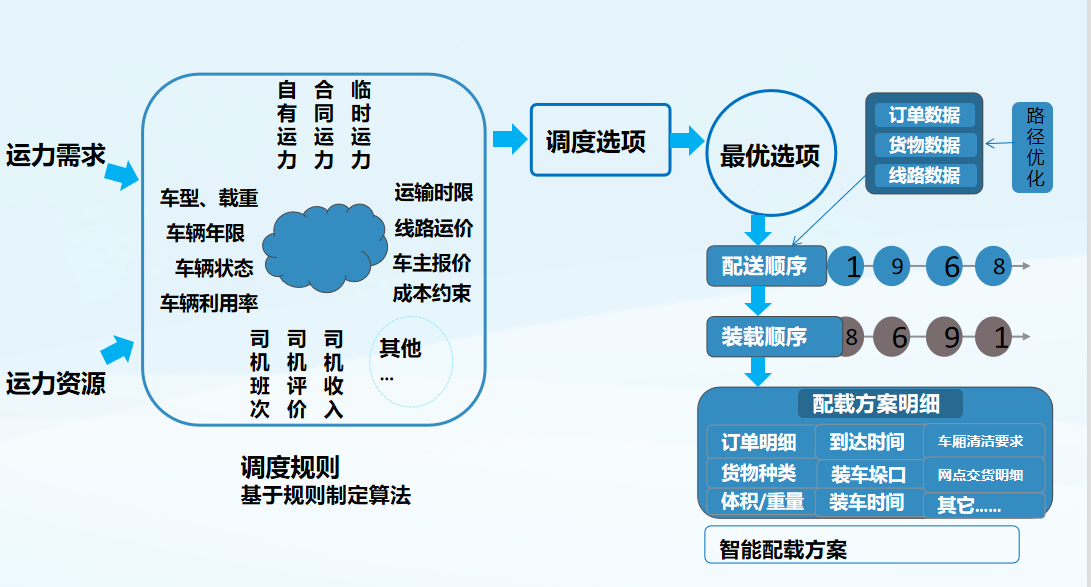 运力需求
运力资源
自有运力
合同运力
临时运力
车型、载重
车辆年限
车辆状态
车辆利用率
运输时限
线路运价
车主报价
成本约束
司机班次
司机评价
司机收入
其他
...
调度规则
基于规则制定算法
调度选项
最优选项
订单数据
货物数据
线路数据
路径优化
配送顺序 1 9 6 8
装载顺序 8 6 9 1
配载方案明细
订单明细 到达时间 车厢清洁要求
货物种类 装车垛口 网点交货明细
体积/重量 装车时间 其它......
智能配载方案